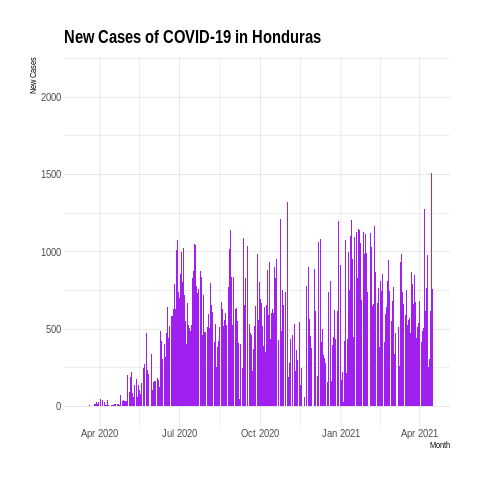 New Cases of COVID-19 in Honduras
New Cases
2000
1500
1000
500
0
Apr 2020 Jul 2020 Oct 2020 Jan 2021 Apr 2021
Month